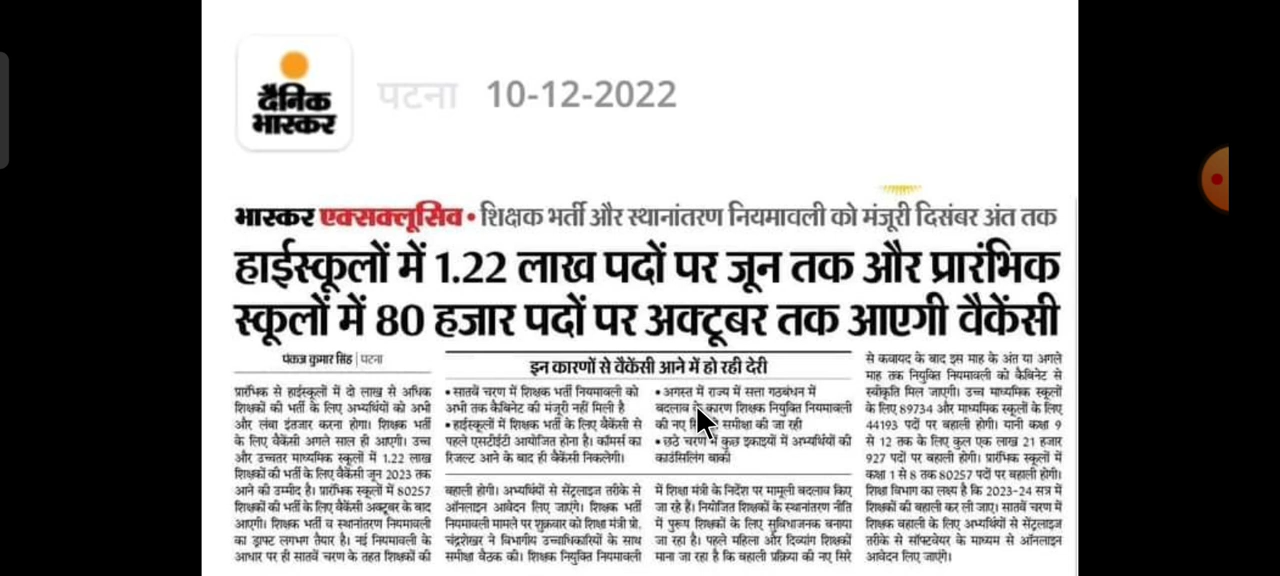 दैनिक
भास्कर
पटना 10-12-2022
भास्कर एक्सक्लूसिव • शिक्षक भर्ती और स्थानांतरण नियमावली को मंजूरी दिसंबर अंत तक
हाईस्कूलों में 1.22 लाख पदों पर जून तक और प्रारंभिक
स्कूलों में 80 हजार पदों पर अक्टूबर तक आएगी वैकेंसी
पंकज कुमार सिंह | पटना
प्रारंभिक से हाईस्कूलों में दो लाख से अधिक
शिक्षकों की भर्ती के लिए अभ्यर्थियों को अभी
और लंबा इंतजार करना होगा। शिक्षक भर्ती
के लिए वैकेंसी अगले साल ही आएगी। उच्च
और उच्चतर माध्यमिक स्कूलों में 1.22 लाख
शिक्षकों की भर्ती के लिए वैकेंसी जून 2023 तक
आने की उम्मीद है। प्रारंभिक स्कूलों में 80257
शिक्षकों की भर्ती के लिए वैकेंसी अक्टूबर के बाद
आएगी। शिक्षक भर्ती व स्थानांतरण नियमावली
का ड्राफ्ट लगभग तैयार है। नई नियमावली के
आधार पर ही सातवें चरण के तहत शिक्षकों की
इन कारणों से वैकेंसी आने में हो रही देरी
• सातवें चरण में शिक्षक भर्ती नियमावली को
अभी तक कैबिनेट की मंजूरी नहीं मिली है
• हाईस्कूलों में शिक्षक भर्ती के लिए वैकेंसी से
पहले एसटीईटी आयोजित होना है। कॉमर्स का
रिजल्ट आने के बाद ही वैकेंसी निकलेगी।
• अगस्त में राज्य में सत्ता गठबंधन में
बदलाव के कारण शिक्षक नियुक्ति नियमावली
की नए समीक्षा की जा रही
• छठे चरण में कुछ इकाइयों में अभ्यर्थियों की
काउंसिलिंग बाकी
बहाली होगी। अभ्यर्थियों से सेंट्रलाइज तरीके से
ऑनलाइन आवेदन लिए जाएंगे। शिक्षक भर्ती
नियमावली मामले पर शुक्रवार को शिक्षा मंत्री प्रो.
चंद्रशेखर ने विभागीय उच्चाधिकारियों के साथ
समीक्षा बैठक की। शिक्षक नियुक्ति नियमावली
में शिक्षा मंत्री के निर्देश पर मामूली बदलाव किए
जा रहे हैं। नियोजित शिक्षकों के स्थानांतरण नीति
में पुरूष शिक्षकों के लिए सुविधाजनक बनाया
जा रहा है। पहले महिला और दिव्यांग शिक्षकों
माना जा रहा है कि बहाली प्रक्रिया की नए सिरे
से कवायद के बाद इस माह के अंत या अगले
माह तक नियुक्ति नियमावली को कैबिनेट से
स्वीकृति मिल जाएगी। उच्च माध्यमिक स्कूलों
के लिए 89734 और माध्यमिक स्कूलों के लिए
44193 पदों पर बहाली होगी। यानी कक्षा 9
से 12 तक के लिए कुल एक लाख 21 हजार
927 पदों पर बहाली होगी। प्रारंभिक स्कूलों में
कक्षा 1 से 8 तक 80257 पदों पर बहाली होगी।
शिक्षा विभाग का लक्ष्य है कि 2023-24 सत्र में
शिक्षकों की बहाली कर ली जाए। सातवें चरण में
शिक्षक बहाली के लिए अभ्यर्थियों से सेंट्रलाइज
तरीके से सॉफ्टवेयर के माध्यम से ऑनलाइन
आवेदन लिए जाएंगे।